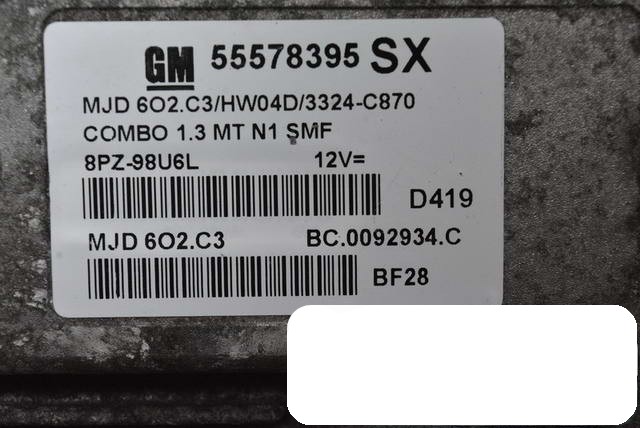 GM 55578395 SX
MJD 6O2.C3/HW04D/3324-C870
COMBO 1.3 MT N1 SMF
8PZ-98U6L 12V=
D419
MJD 6O2.C3 BC.0092934.C
BF28